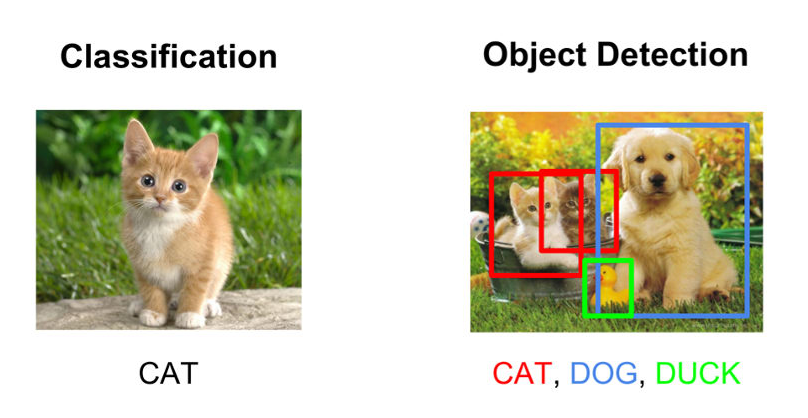 Classification
Object Detection
CAT
CAT, DOG, DUCK